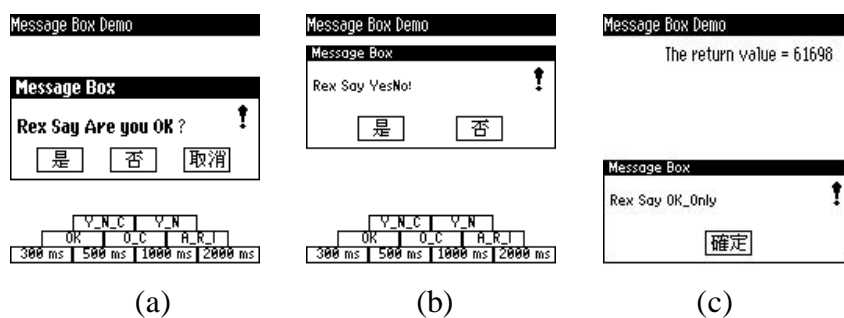 Message Box Demo
Message Box
Rex Say Are you OK ?
是 否 取消
Y_N_C Y_N
OK O_C A_R_I
300 ms 500 ms 1000 ms 2000 ms
(a)
Message Box Demo
Message Box
Rex Say YesNo!
是 否
Y_N_C Y_N
OK O_C A_R_I
300 ms 500 ms 1000 ms 2000 ms
(b)
Message Box Demo
The return value = 61698
Message Box
Rex Say OK_Only
確定
(c)